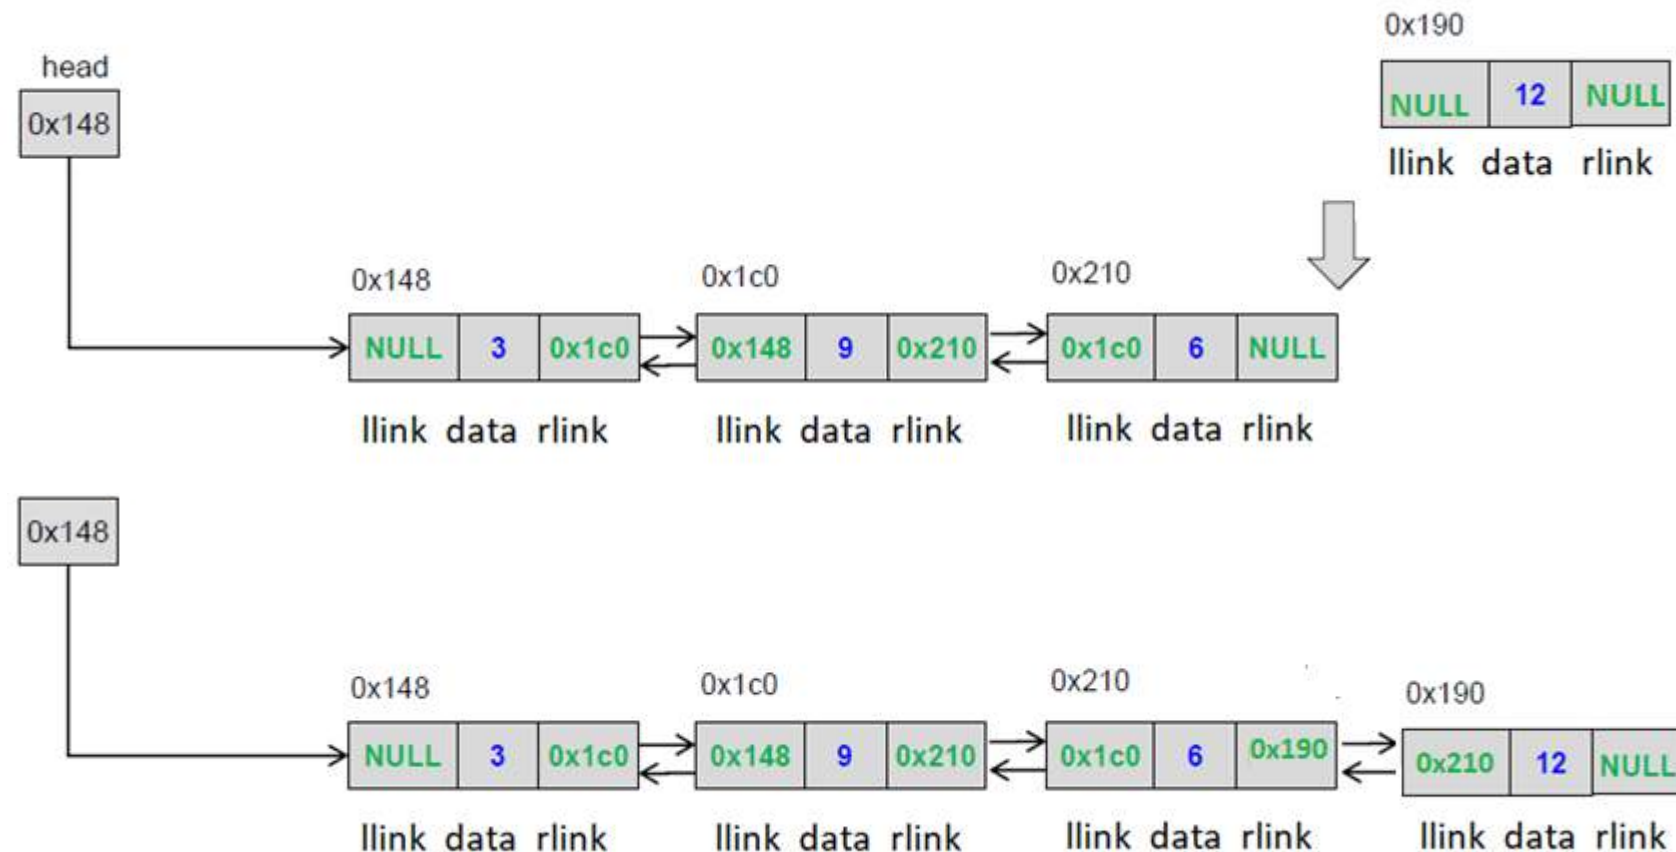 0x190
head
0x148
NULL 12 NULL
llink data rlink
0x148 0x1c0 0x210
NULL 3 0x1c0 0x148 9 0x210 0x1c0 6 NULL
llink data rlink llink data rlink llink data rlink
0x148
0x148 0x1c0 0x210 0x190
NULL 3 0x1c0 0x148 9 0x210 0x1c0 6 0x190 0x210 12 NULL
llink data rlink llink data rlink llink data rlink llink data rlink